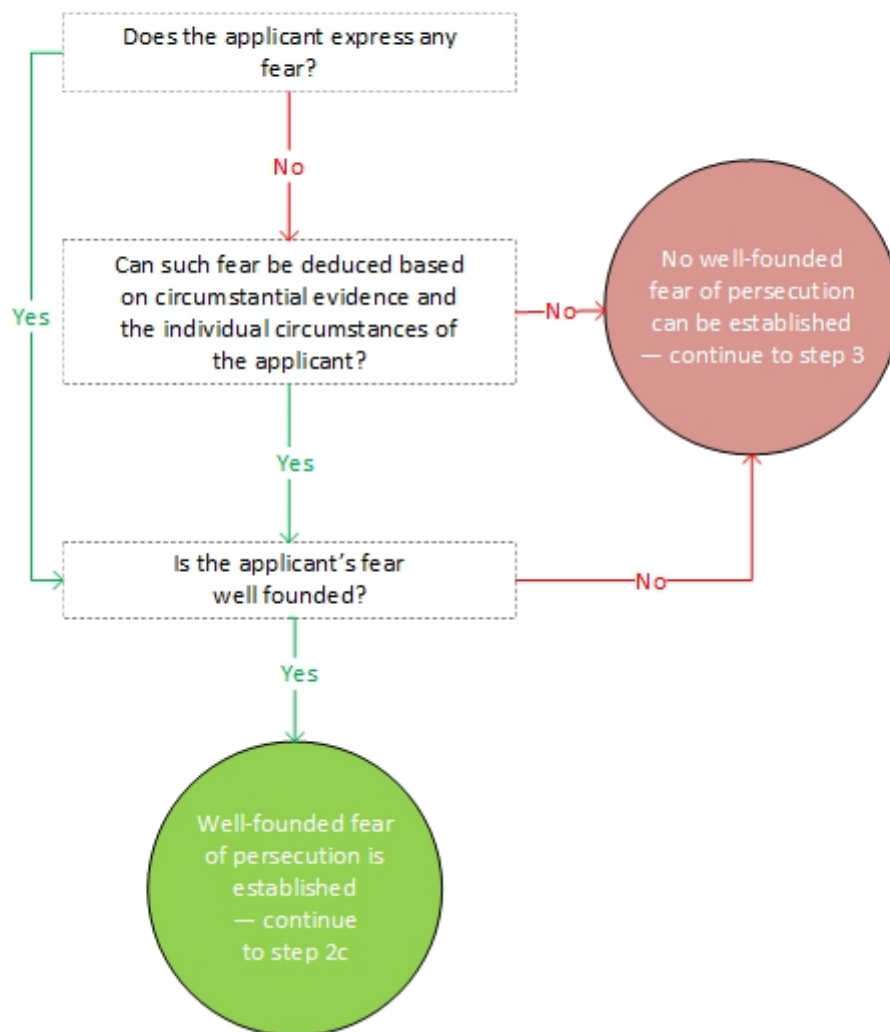 Does the applicant express any
fear?
No
Can such fear be deduced based
on circumstantial evidence and
the individual circumstances of
the applicant?
No
No well-founded
fear of persecution
can be established
— continue to step 3
Yes
Yes
Is the applicant’s fear
well founded?
No
Yes
Well-founded fear
of persecution is
established
— continue
to step 2c